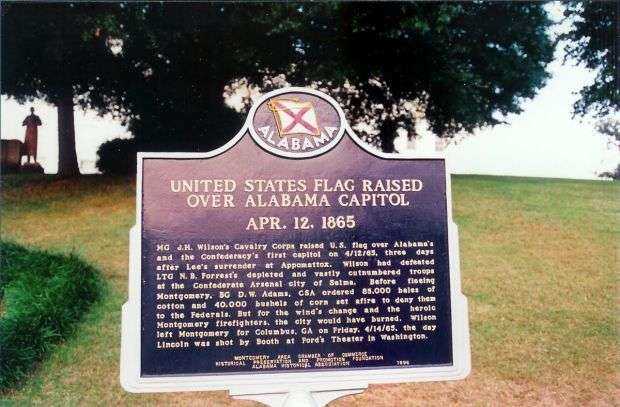 ALABAMA
UNITED STATES FLAG RAISED
OVER ALABAMA CAPITOL
APR. 12, 1865
MG J.H. Wilson's Cavalry Corps raised U.S. flag over Alabama's
and the Confederacy's first capitol on 4/12/65, three days
after Lee's surrender at Appomattox. Wilson had defeated
LTG N.B. Forrest's depleted and vastly outnumbered troops
at the Confederate Arsenal city of Selma. Before fleeing
Montgomery, BG D.W. Adams, CSA ordered 85,000 bales of
cotton and 40,000 bushels of corn set afire to deny them
to the Federals. But for the wind's change and the heroic
Montgomery firefighters, the city would have burned. Wilson
left Montgomery for Columbus, GA on Friday, 4/14/65, the day
Lincoln was shot by Booth at Ford's Theater in Washington.
MONTGOMERY AREA CHAMBER OF COMMERCE
HISTORICAL PRESERVATION AND PROMOTION FOUNDATION
ALABAMA HISTORICAL ASSOCIATION 1996